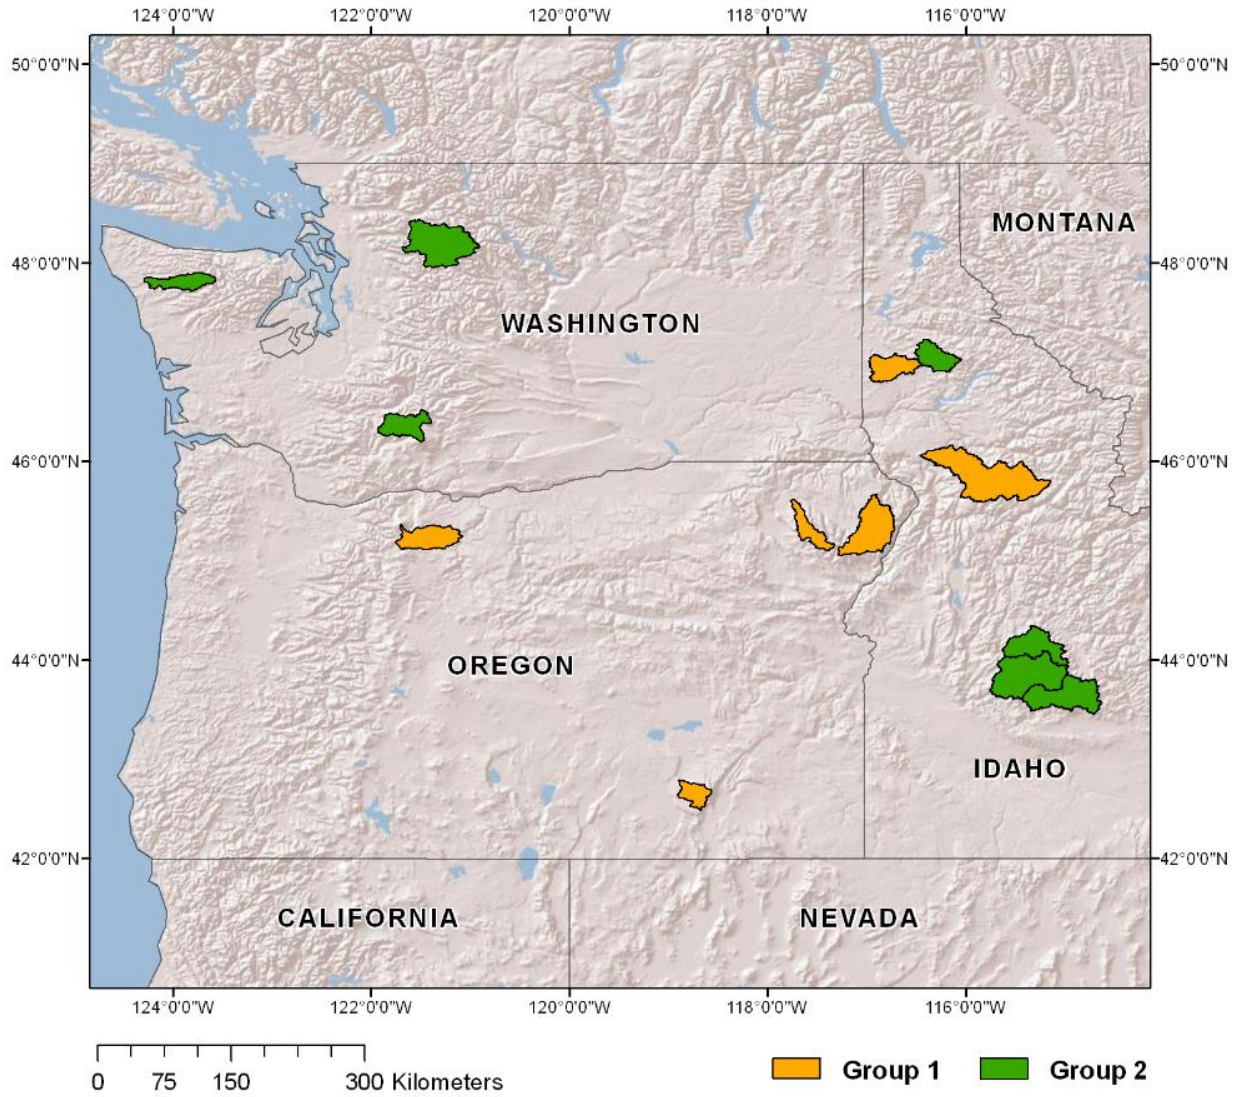 124°0'0"W 122°0'0"W 120°0'0"W 118°0'0"W 116°0'0"W
50°0'0"N 50°0'0"N
MONTANA
48°0'0"N 48°0'0"N
WASHINGTON
46°0'0"N 46°0'0"N
44°0'0"N 44°0'0"N
OREGON
IDAHO
42°0'0"N 42°0'0"N
CALIFORNIA NEVADA
124°0'0"W 122°0'0"W 120°0'0"W 118°0'0"W 116°0'0"W
0 75 150 300 Kilometers
Group 1 Group 2